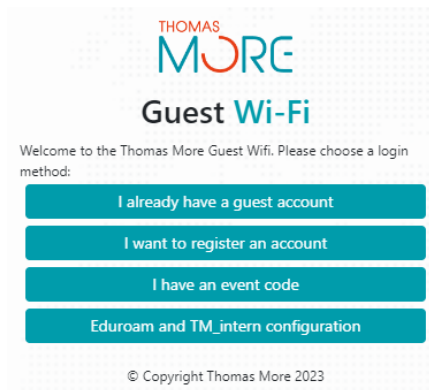 THOMAS
MORE
Guest Wi-Fi
Welcome to the Thomas More Guest Wifi. Please choose a login
method:
I already have a guest account
I want to register an account
I have an event code
Eduroam and TM_intern configuration
© Copyright Thomas More 2023